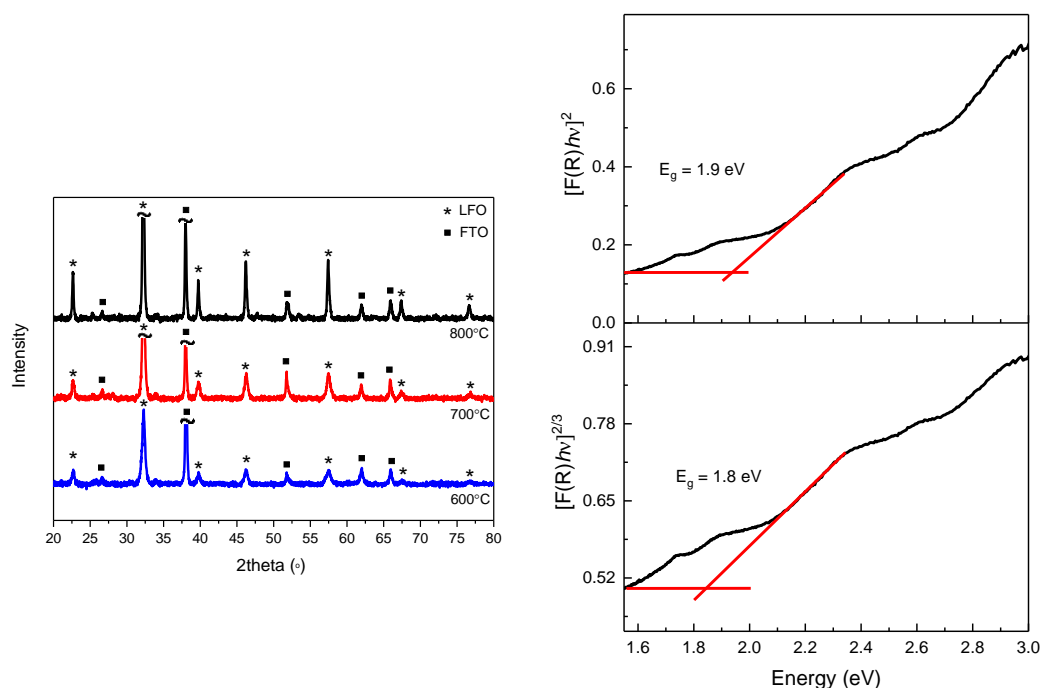 * LFO
■ FTO
800°C
700°C
600°C
Intensity
20 25 30 35 40 45 50 55 60 65 70 75 80
2theta (◦)
0.6
0.4
0.2
0.0
[F(R)hν]²
E_g = 1.9 eV
0.91
0.78
0.65
0.52
[F(R)hν]^2/3
E_g = 1.8 eV
1.6 1.8 2.0 2.2 2.4 2.6 2.8 3.0
Energy (eV)